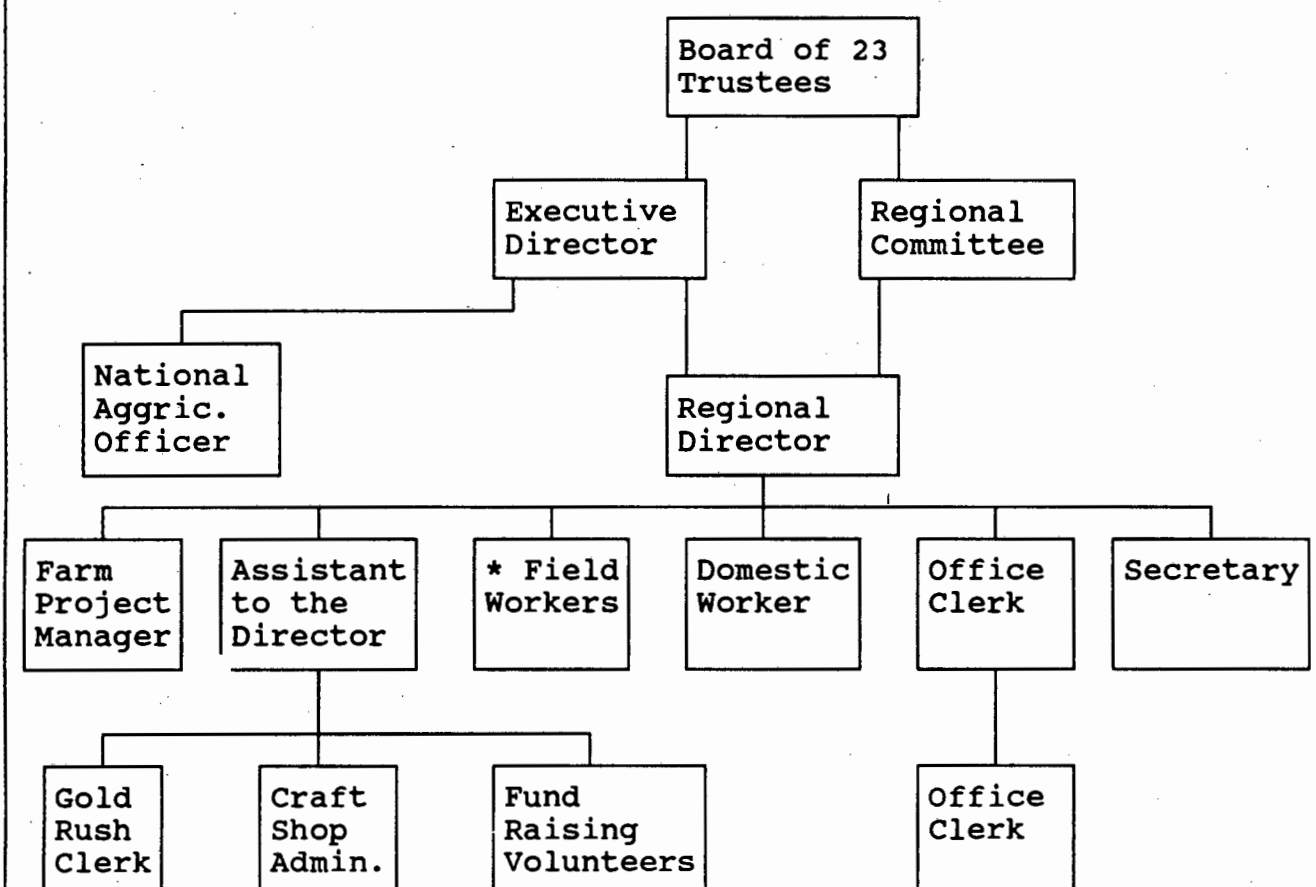 Board of 23
Trustees
Executive
Director
Regional
Committee
National
Aggric.
Officer
Regional
Director
Farm
Project
Manager
Assistant
to the
Director
* Field
Workers
Domestic
Worker
Office
Clerk
Secretary
Gold
Rush
Clerk
Craft
Shop
Admin.
Fund
Raising
Volunteers
Office
Clerk